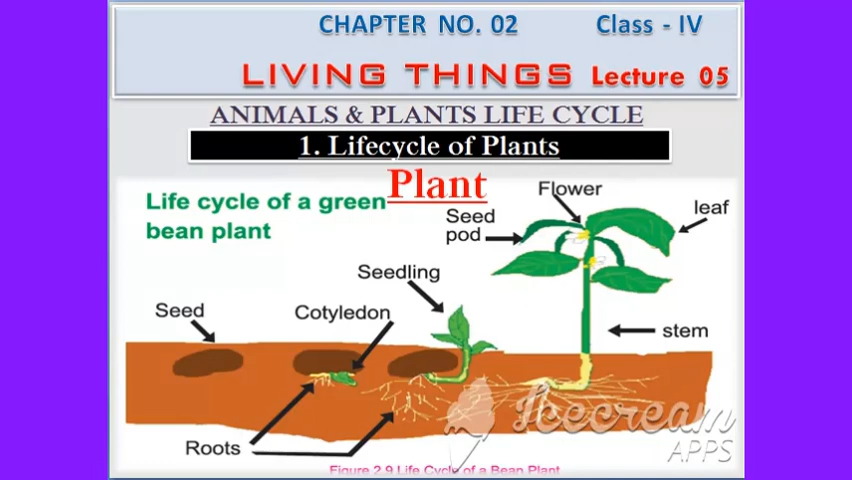 CHAPTER NO. 02 Class - IV
LIVING THINGS Lecture 05
ANIMALS & PLANTS LIFE CYCLE
1. Lifecycle of Plants
Plant
Life cycle of a green
bean plant
Flower
leaf
Seed
pod
Seedling
Seed
Cotyledon
stem
Roots
Icecream
APPS
Figure 2.9 Life Cycle of a Bean Plant